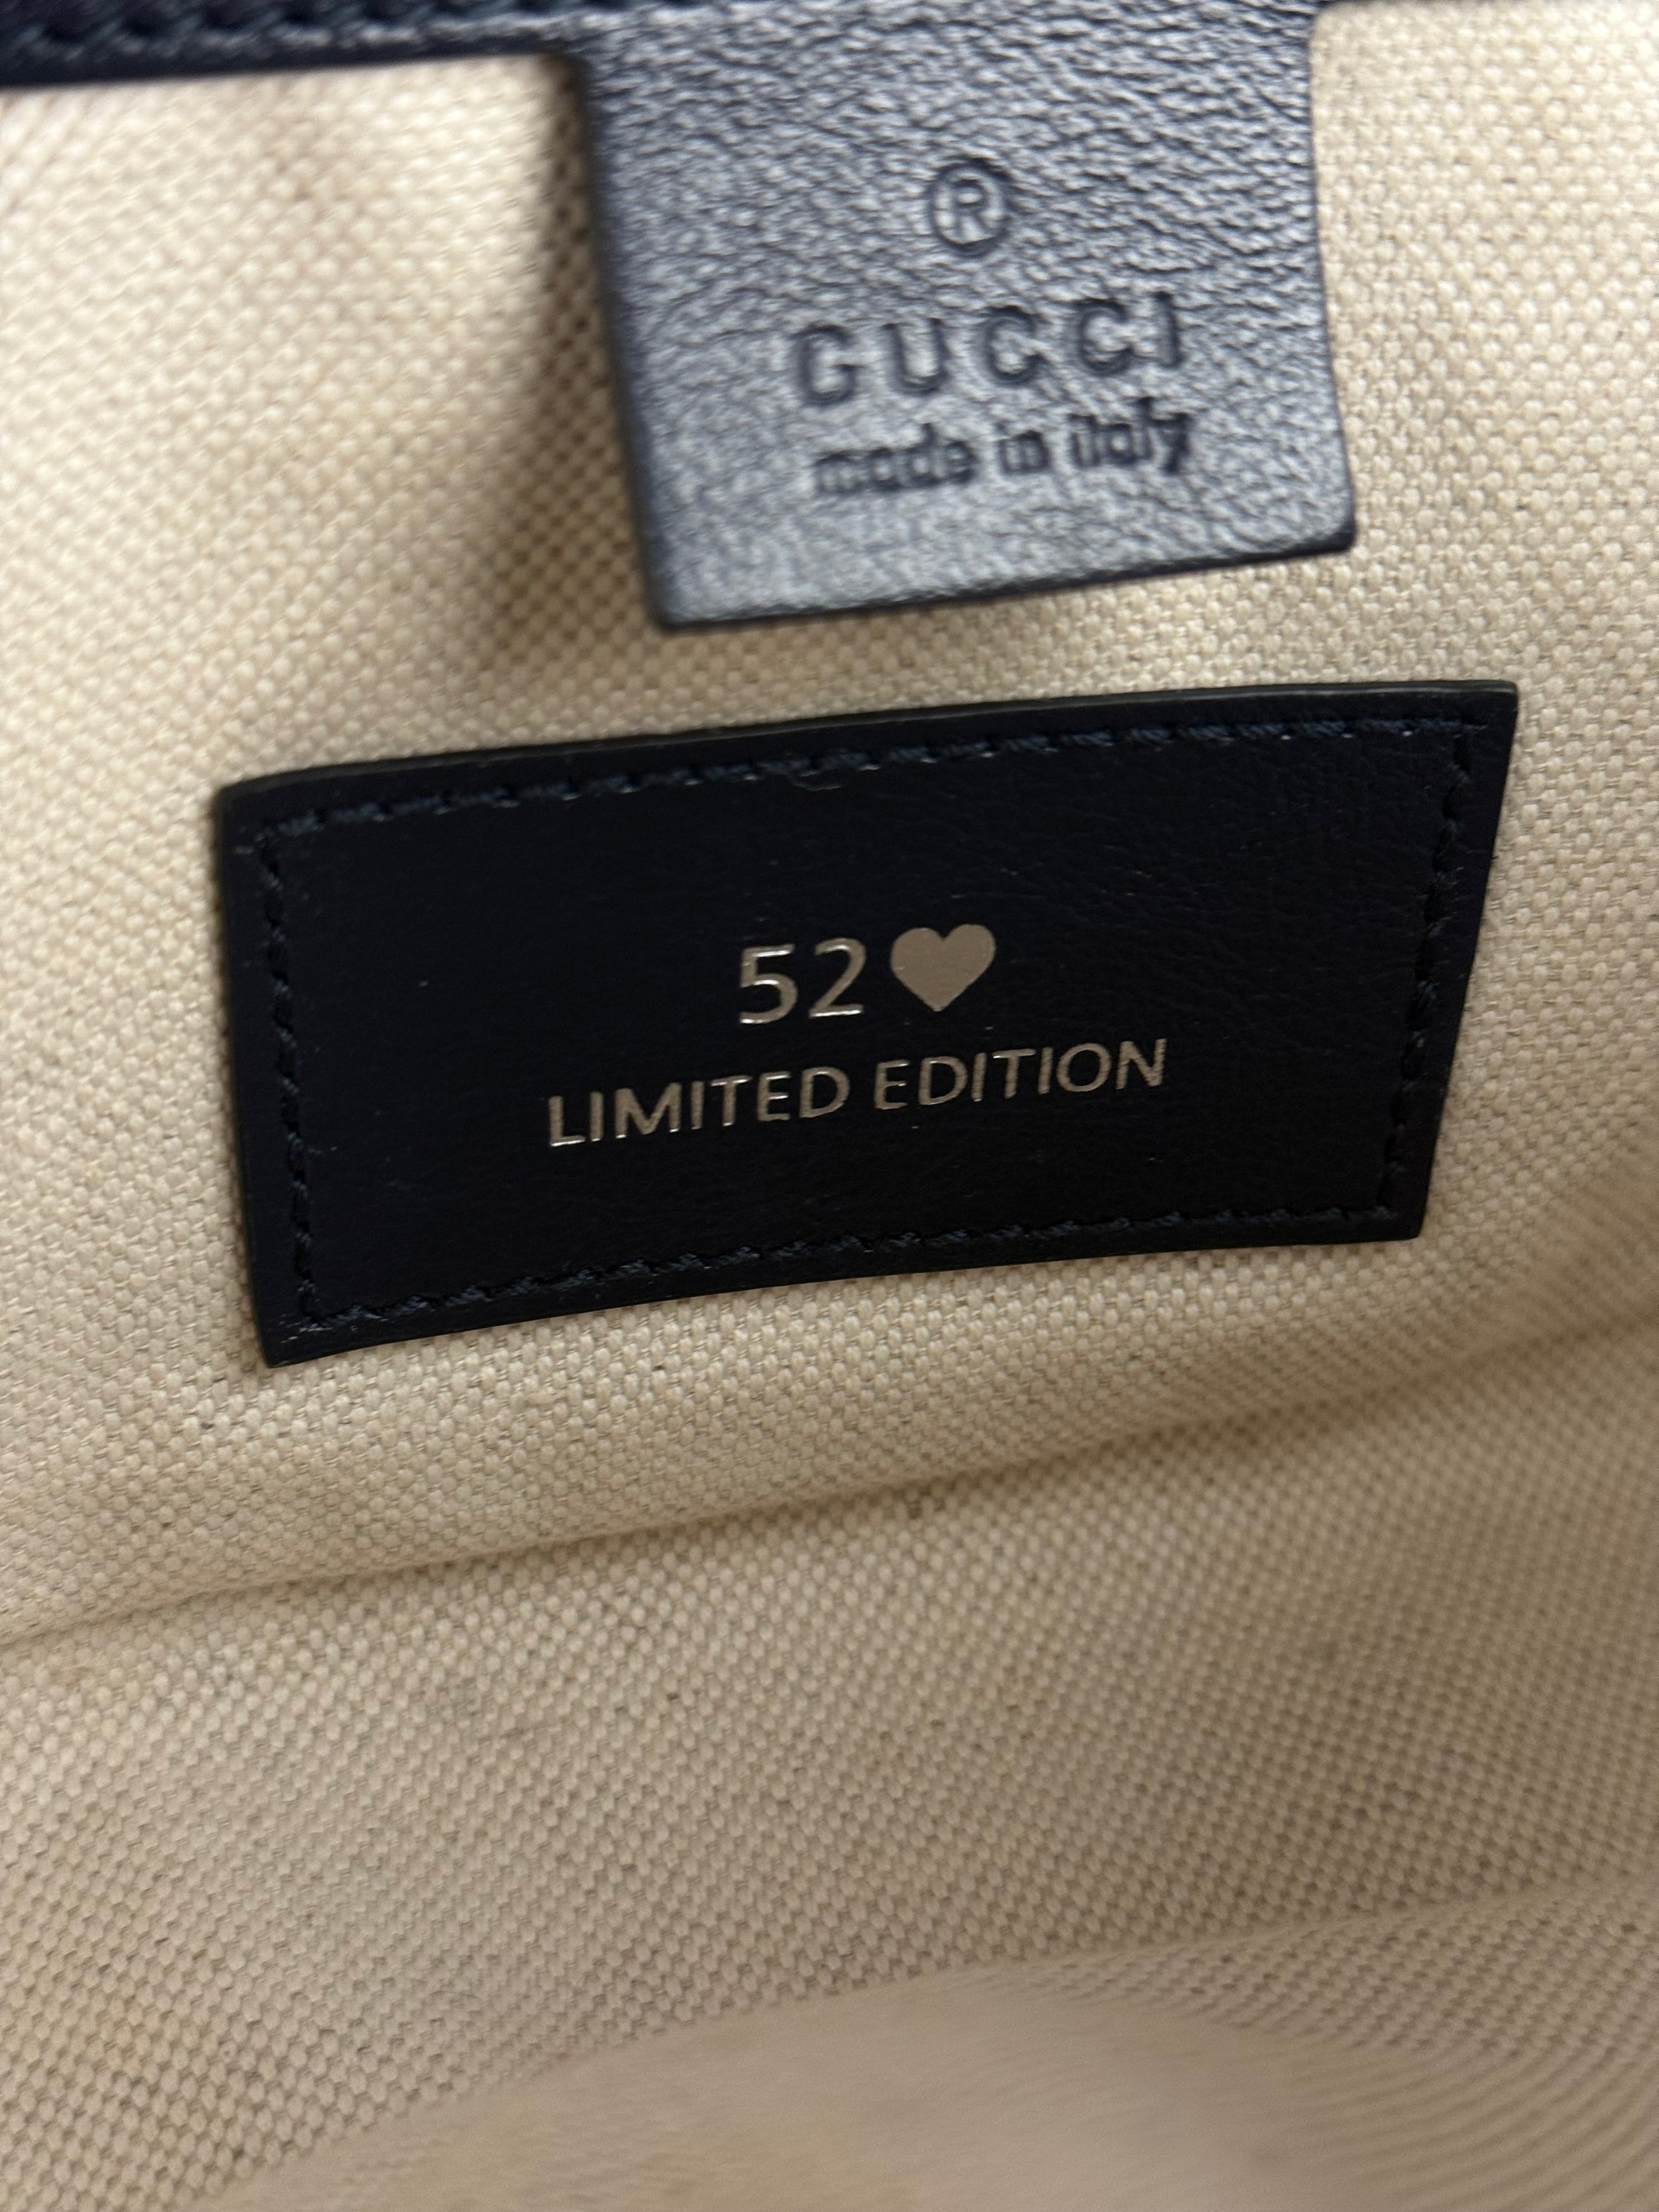 ®
GUCCI
made in italy
52♥
LIMITED EDITION